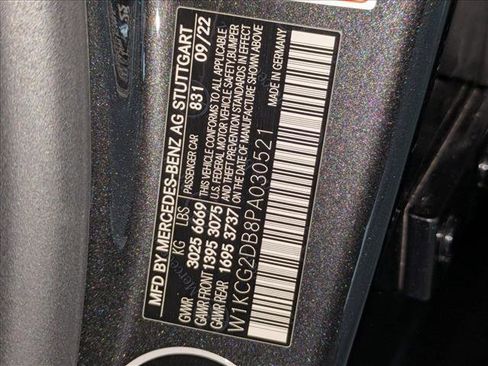 MFD BY MERCEDES-BENZ AG STUTTGART
PASSENGER CAR 831 09/22
KG LBS
GVWR 3025 6669
GAWR FRONT 1395 3075
GAWR REAR 1695 3737
THIS VEHICLE CONFORMS TO ALL APPLICABLE
U.S. FEDERAL MOTOR VEHICLE SAFETY,BUMPER
AND THEFT PREVENTION STANDARDS IN EFFECT
ON THE DATE OF MANUFACTURE SHOWN ABOVE
W1KCG2DB8PA030521
MADE IN GERMANY